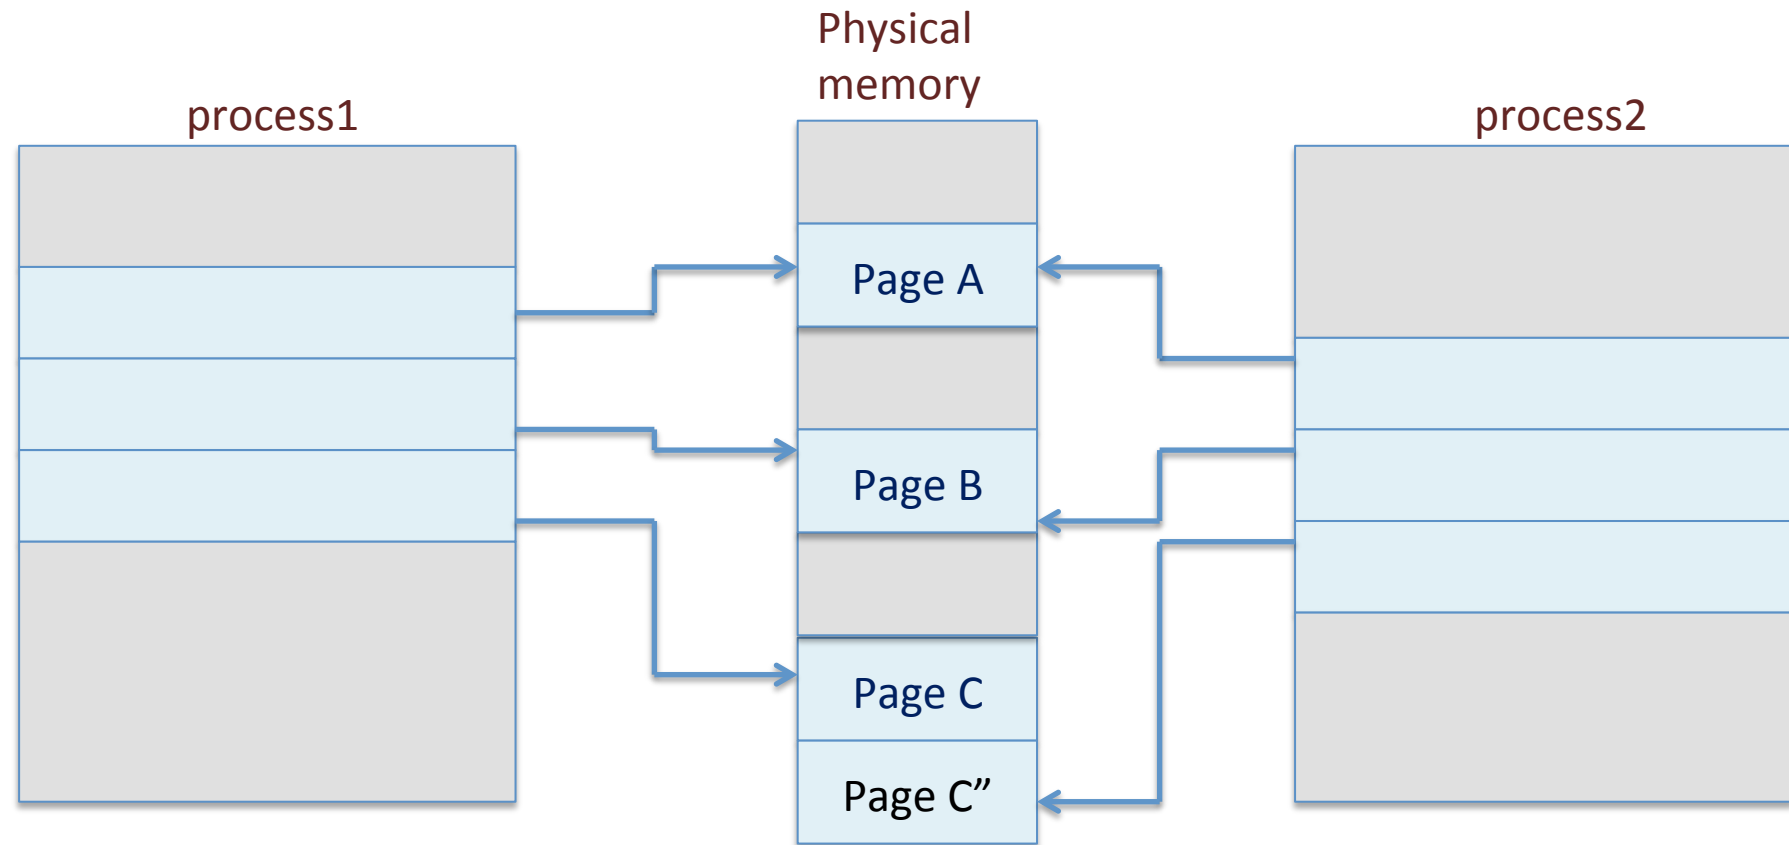 process1
Physical
memory
process2
Page A
Page B
Page C
Page C”